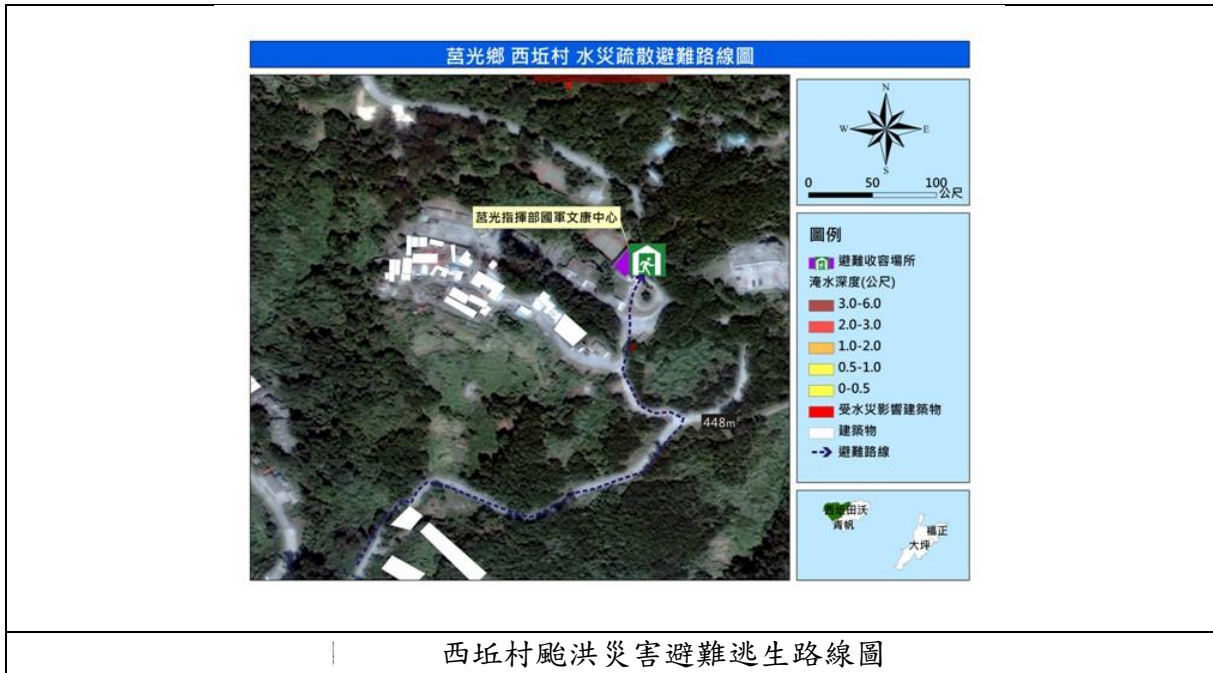 莒光鄉 西坵村 水災疏散避難路線圖
莒光指揮部國軍文康中心
448m
N
W
E
S
0 50 100
公尺
圖例
避難收容場所
淹水深度(公尺)
3.0-6.0
2.0-3.0
1.0-2.0
0.5-1.0
0-0.5
受水災影響建築物
建築物
避難路線
西坵田沃
青帆
福正
大坪
西坵村颱洪災害避難逃生路線圖